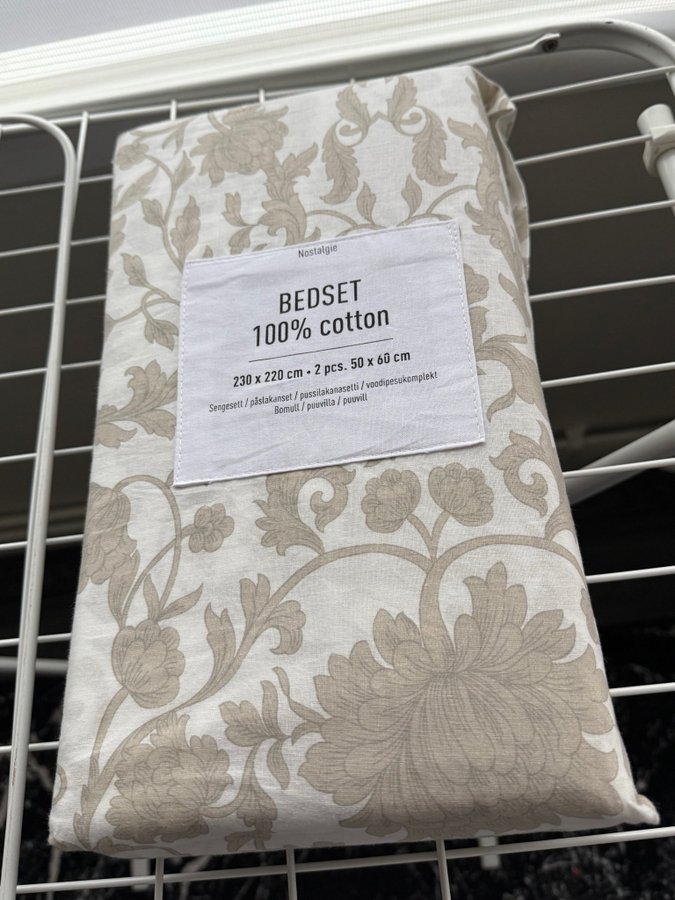 Nostalgie
BEDSET
100% cotton
230 x 220 cm • 2 pcs. 50 x 60 cm
Sengesett / påslakanset / pussilakanasetti / voodipesukomplekt
Bomull / puuvilla / puuvill